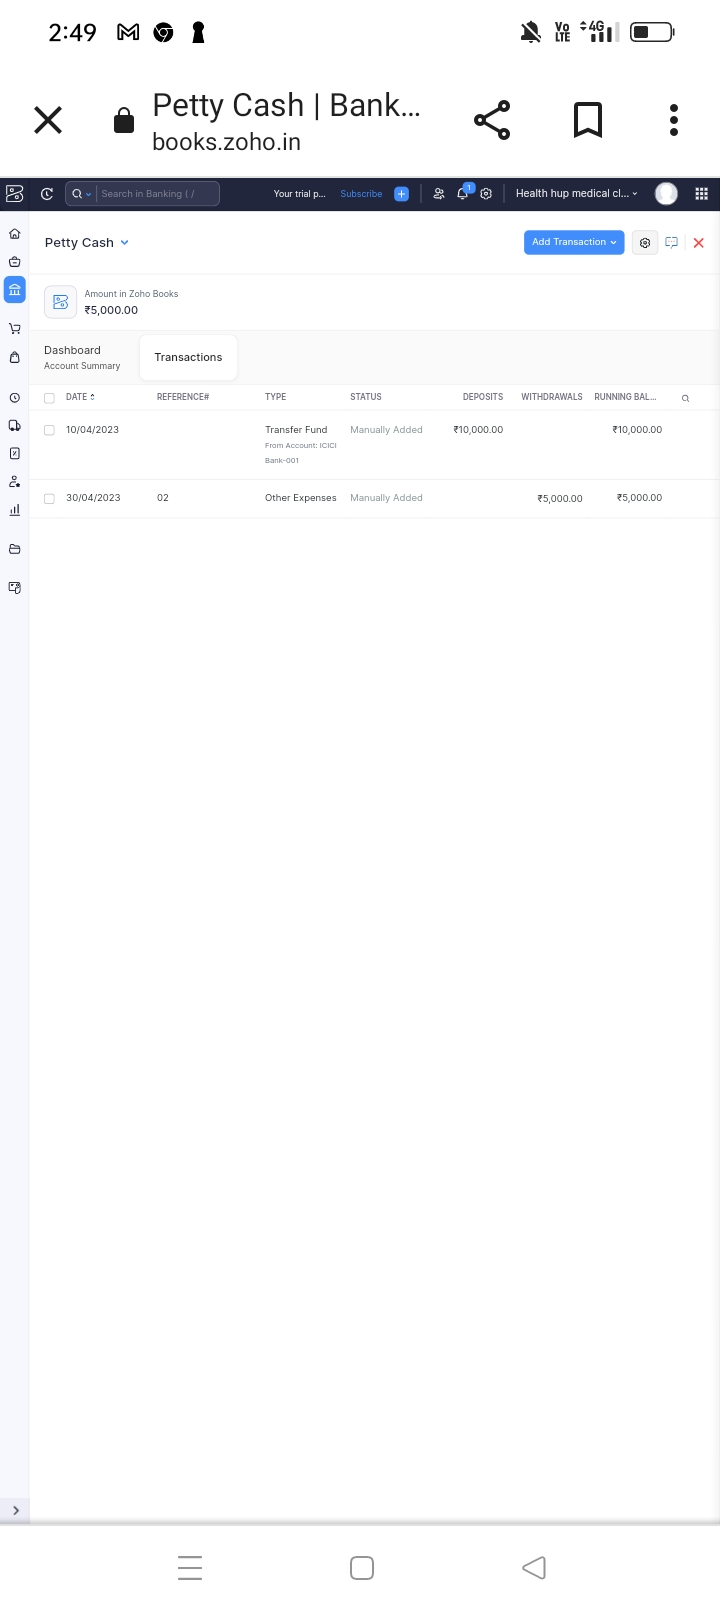 2:49
Vo LTE 4G
Petty Cash | Bank...
books.zoho.in
Search in Banking ( /
Your trial p...
Subscribe
1
Health hup medical cl...
Petty Cash
Add Transaction
Amount in Zoho Books
₹5,000.00
Dashboard
Account Summary
Transactions
DATE REFERENCE# TYPE STATUS DEPOSITS WITHDRAWALS RUNNING BAL...
10/04/2023 Transfer Fund Manually Added ₹10,000.00 ₹10,000.00
From Account: ICICI
Bank-001
30/04/2023 02 Other Expenses Manually Added ₹5,000.00 ₹5,000.00